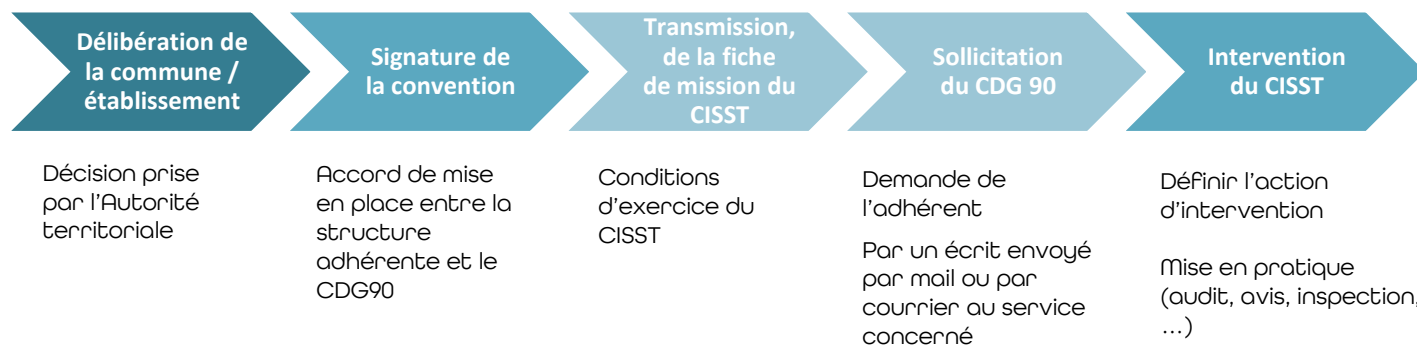 Délibération de
la commune /
établissement
Signature de
la convention
Transmission,
de la fiche
de mission du
CISST
Sollicitation
du CDG 90
Intervention
du CISST
Décision prise
par l'Autorité
territoriale
Accord de mise
en place entre la
structure
adhérente et le
CDG90
Conditions
d'exercice du
CISST
Demande de
l'adhérent
Par un écrit envoyé
par mail ou par
courrier au service
concerné
Définir l'action
d'intervention
Mise en pratique
(audit, avis, inspection,
…)